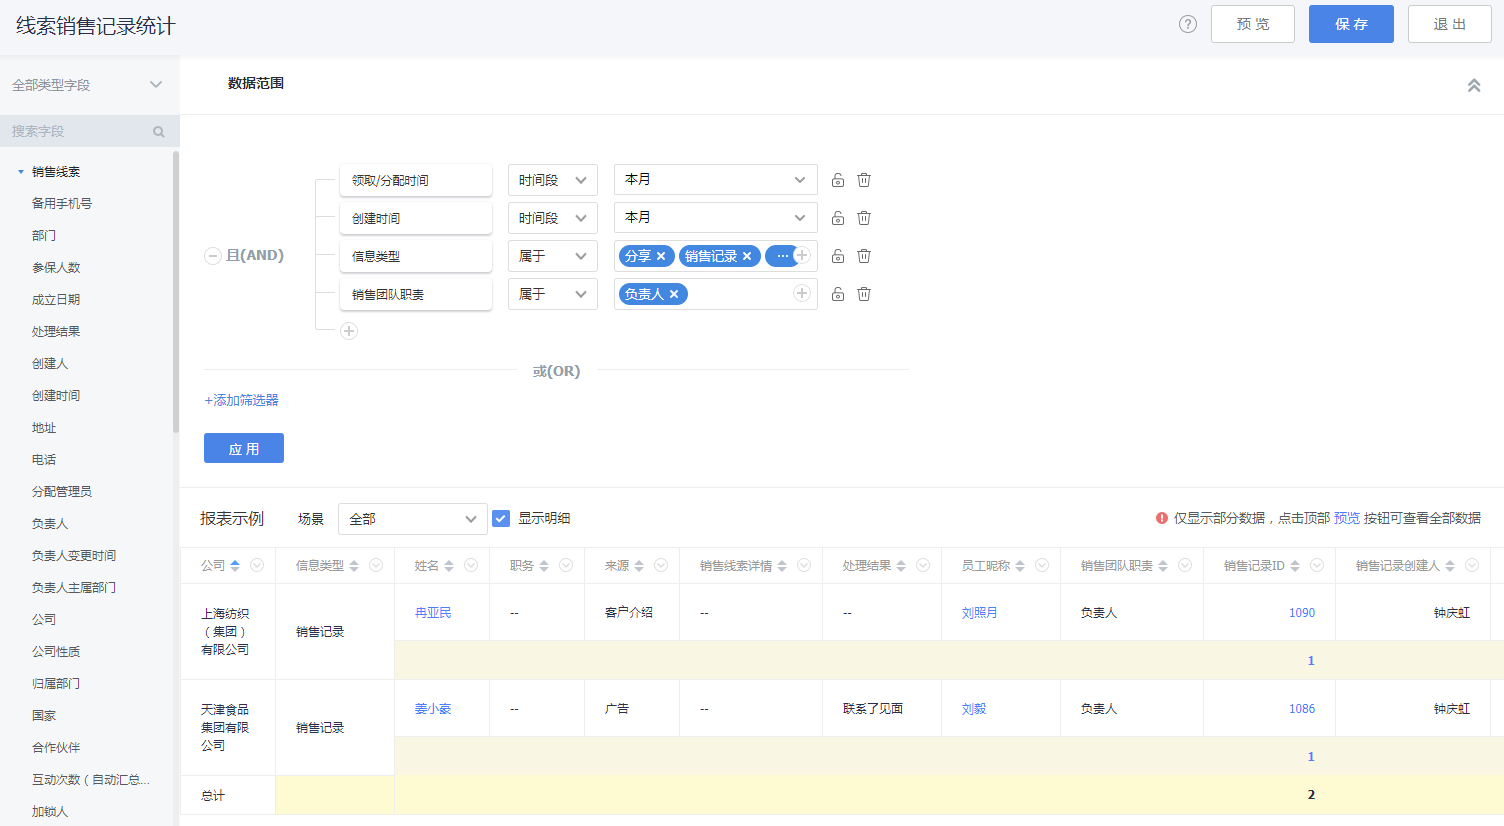 线索销售记录统计
? 预 览 保 存 退 出
全部类型字段
搜索字段
销售线索
备用手机号
部门
参保人数
成立日期
处理结果
创建人
创建时间
地址
电话
分配管理员
负责人
负责人变更时间
负责人主属部门
公司
公司性质
归属部门
国家
合作伙伴
互动次数（自动汇总...
加锁人
数据范围
且(AND)
领取/分配时间 时间段 本月
创建时间 时间段 本月
信息类型 属于 分享 × 销售记录 × ...
销售团队职责 属于 负责人 ×
或(OR)
+添加筛选器
应 用
报表示例 场景 全部 显示明细 仅显示部分数据，点击顶部 预览 按钮可查看全部数据
公司 信息类型 姓名 职务 来源 销售线索详情 处理结果 员工昵称 销售团队职责 销售记录ID 销售记录创建人
上海纺织
（集团）
有限公司
销售记录 冉亚民 -- 客户介绍 -- -- 刘照月 负责人 1090 钟庆虹
1
天津食品
集团有限
公司
销售记录 姜小豪 -- 广告 -- 联系了见面 刘毅 负责人 1086 钟庆虹
1
总计 2